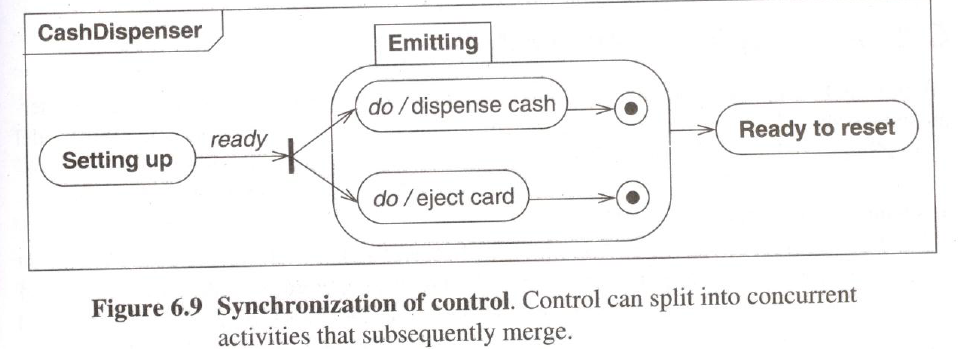 CashDispenser
Emitting
do / dispense cash
ready
Setting up
Ready to reset
do / eject card
Figure 6.9 Synchronization of control. Control can split into concurrent
activities that subsequently merge.